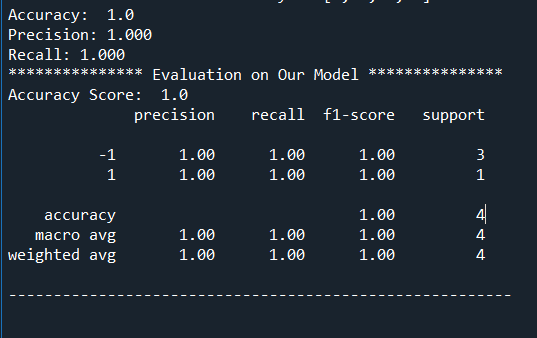 Accuracy:  1.0
Precision: 1.000
Recall: 1.000
*************** Evaluation on Our Model ***************
Accuracy Score:  1.0
              precision    recall  f1-score   support

          -1       1.00      1.00      1.00         3
           1       1.00      1.00      1.00         1

    accuracy                           1.00         4
   macro avg       1.00      1.00      1.00         4
weighted avg       1.00      1.00      1.00         4

--------------------------------------------------------